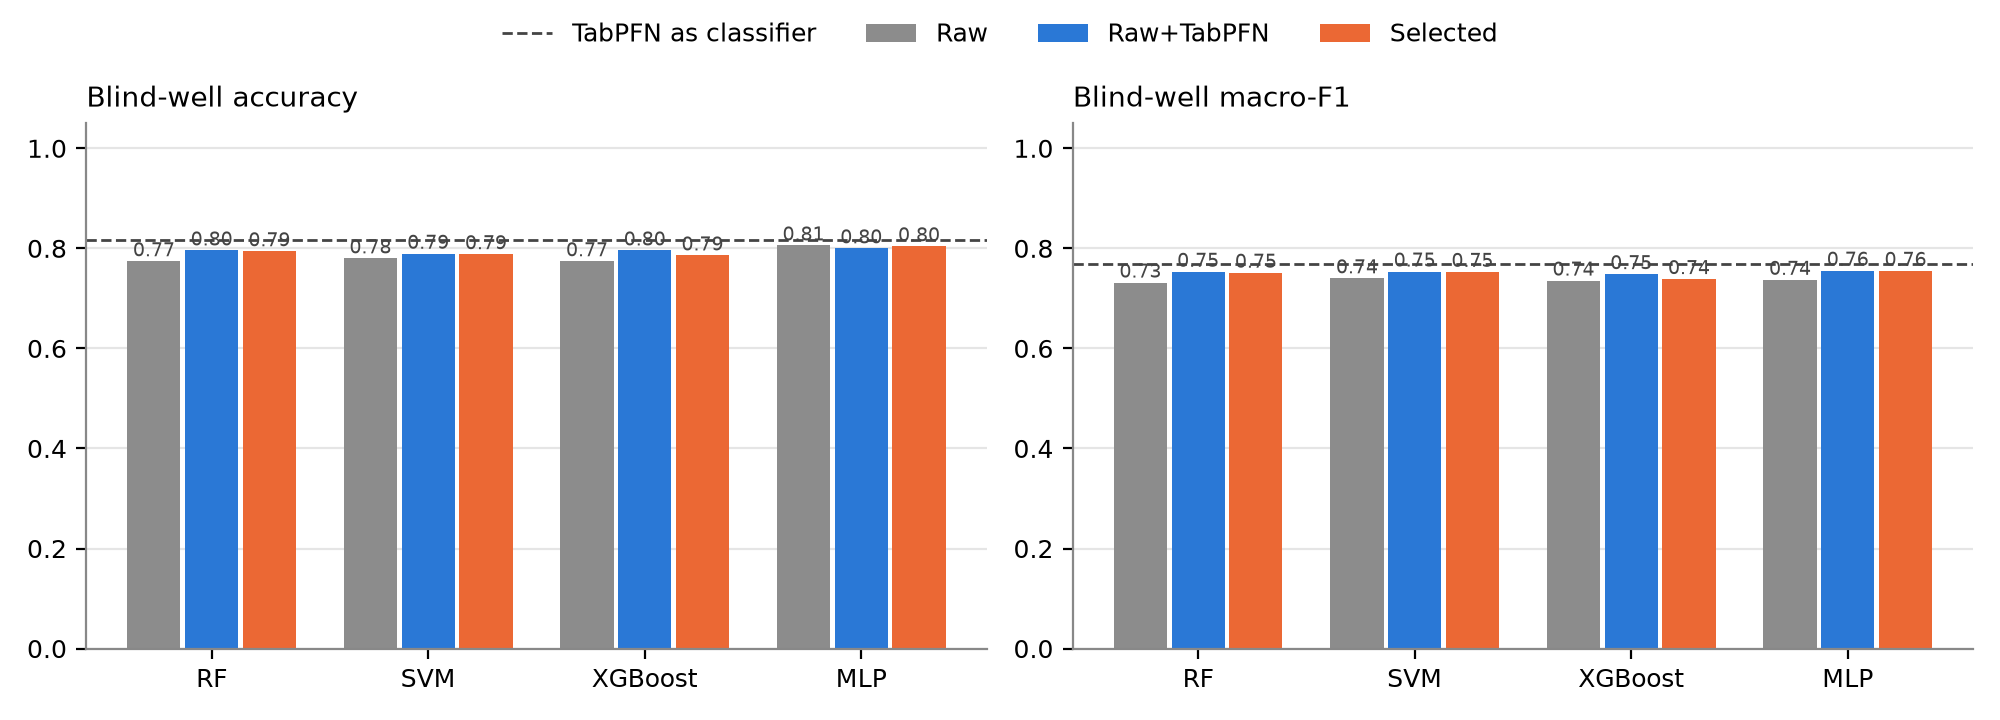 TabPFN as classifier Raw Raw+TabPFN Selected
Blind-well accuracy
1.0
0.8
0.6
0.4
0.2
0.0
0.77 0.80 0.79 0.78 0.79 0.79 0.77 0.80 0.79 0.81 0.80 0.80
RF SVM XGBoost MLP
Blind-well macro-F1
1.0
0.8
0.6
0.4
0.2
0.0
0.73 0.75 0.75 0.74 0.75 0.75 0.74 0.75 0.74 0.74 0.76 0.76
RF SVM XGBoost MLP